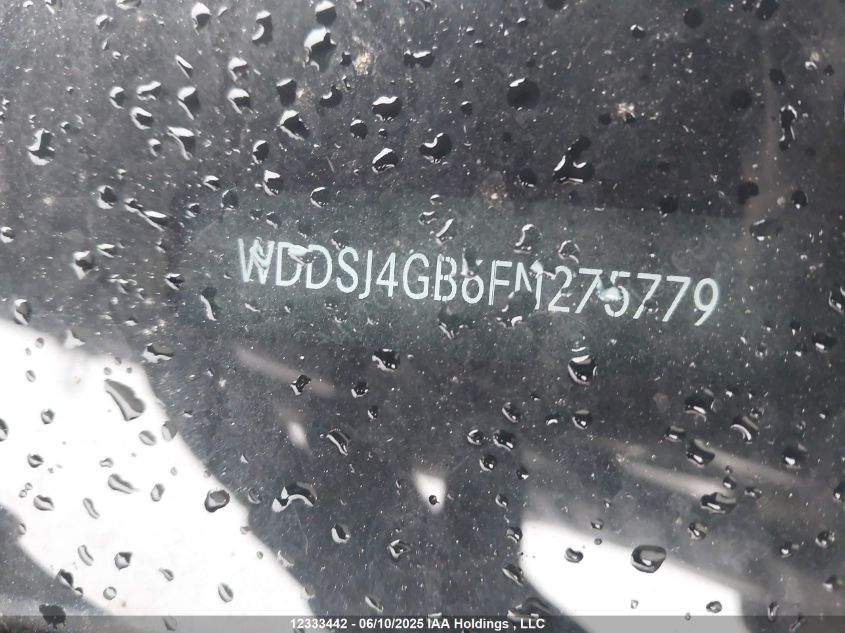 WDDSJ4GB6FN275779
12333442 - 06/10/2025 IAA Holdings , LLC